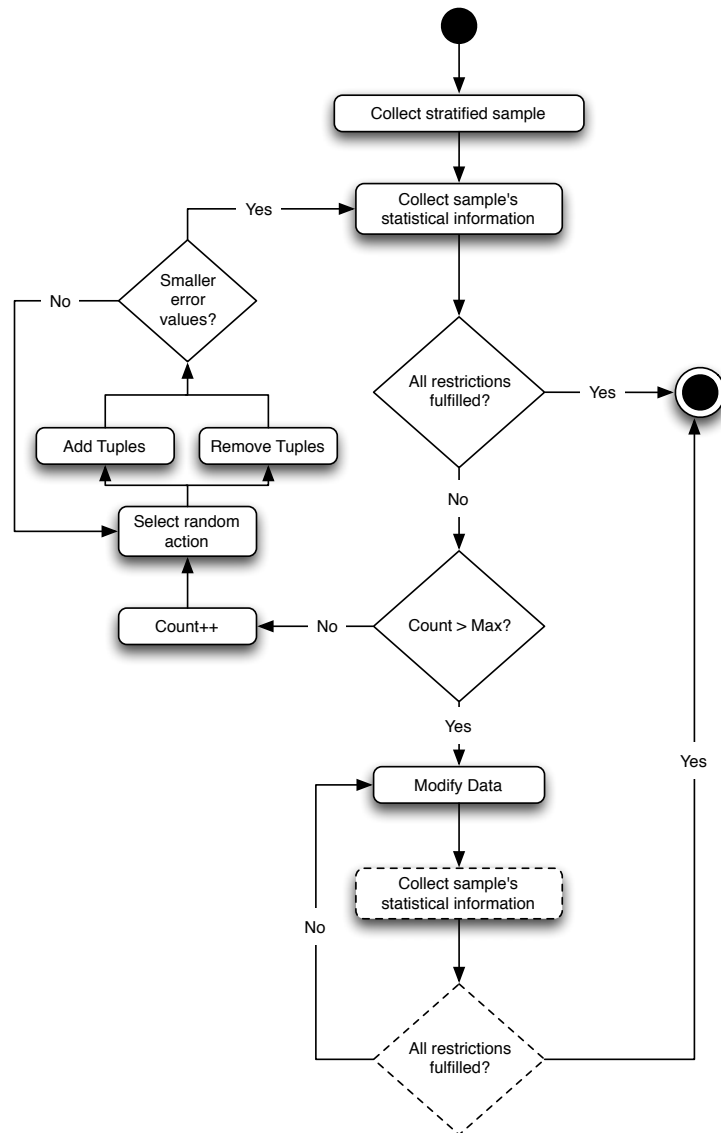 Collect stratified sample
Collect sample's
statistical information
Yes
Smaller
error
values?
No
All restrictions
fulfilled?
Yes
Add Tuples
Remove Tuples
No
Select random
action
Count++
No
Count > Max?
Yes
Modify Data
Yes
Collect sample's
statistical information
No
All restrictions
fulfilled?